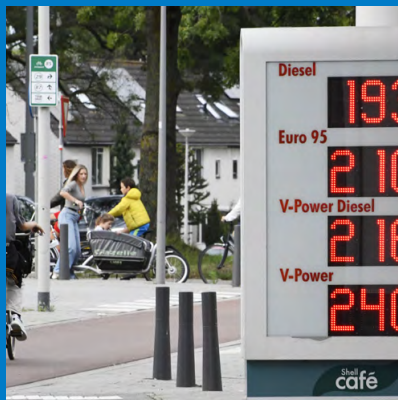 Diesel
193
Euro 95
210
V-Power Diesel
216
V-Power
240
Shell
café